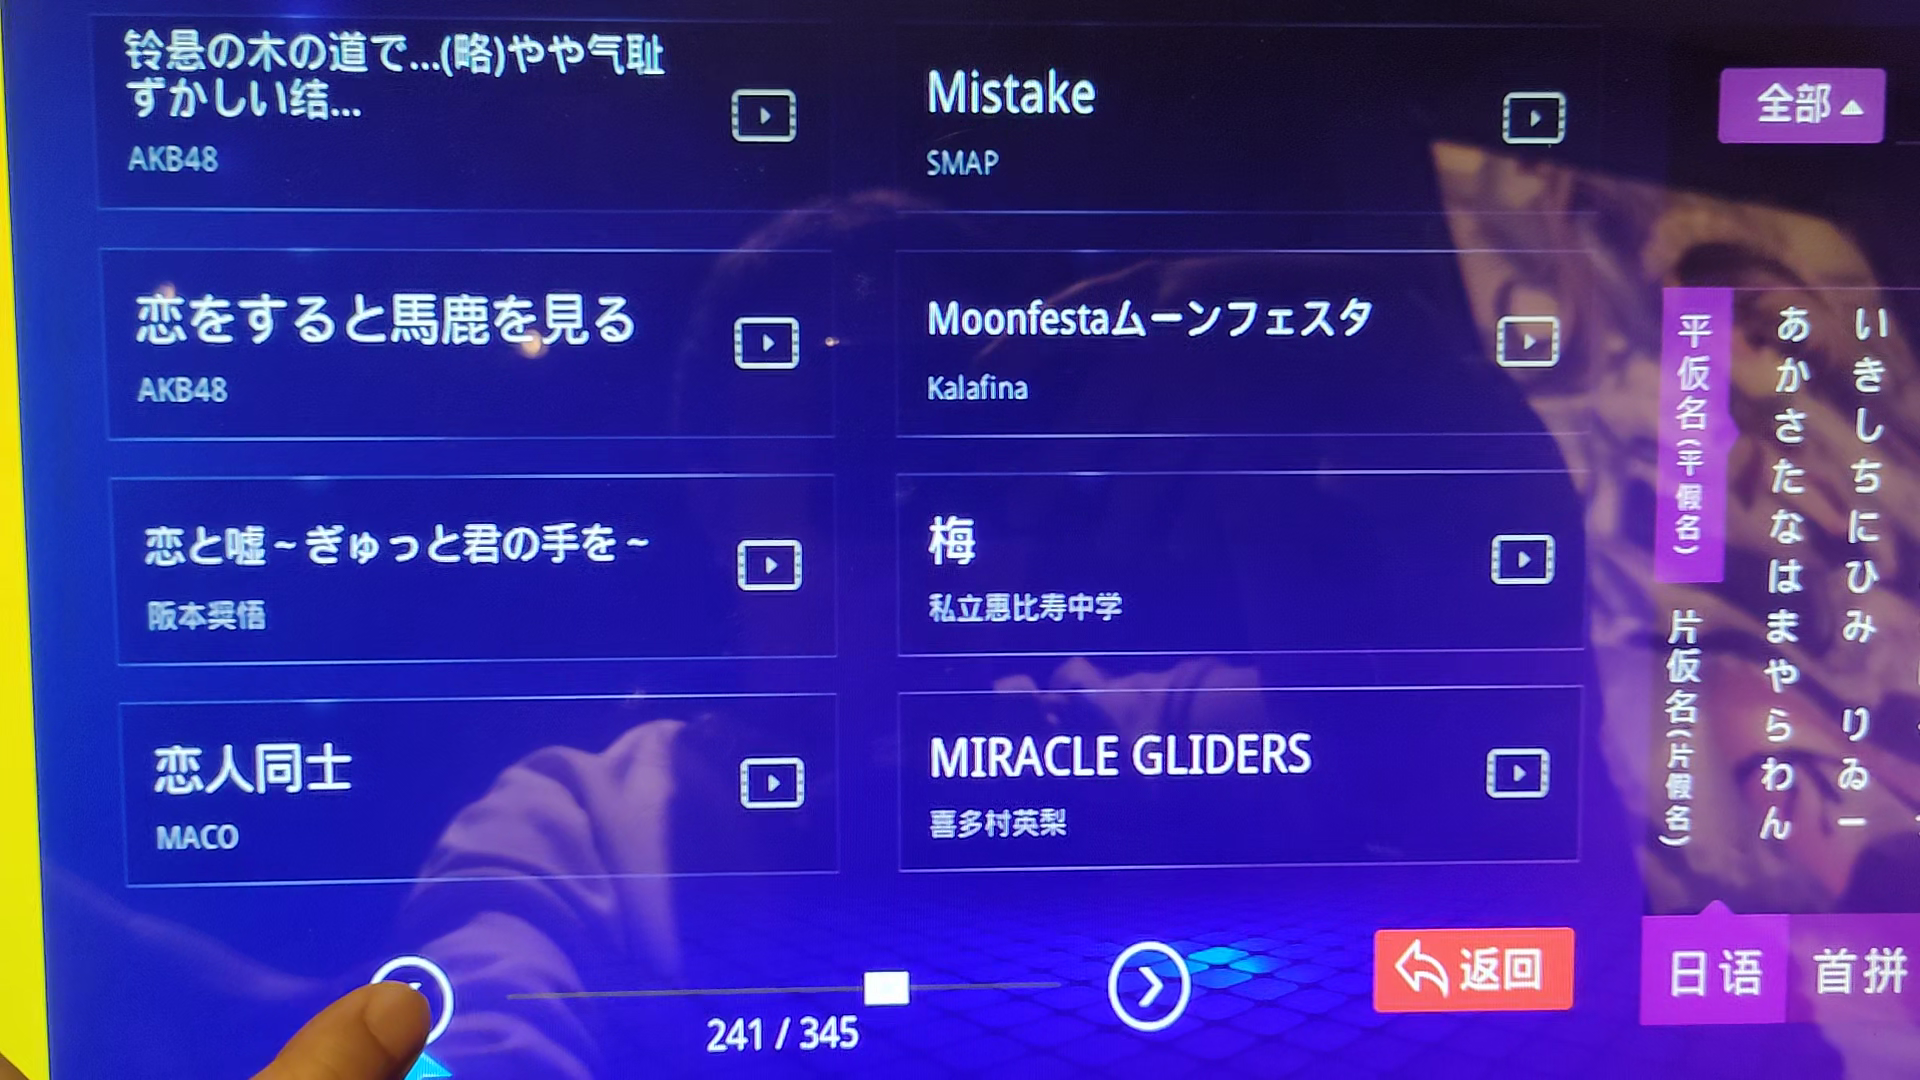 铃悬の木の道で...(略)やや气耻
ずかしい结...
AKB48
Mistake
SMAP
恋をすると馬鹿を見る
AKB48
Moonfestaムーンフェスタ
Kalafina
恋と嘘~ぎゅっと君の手を~
阪本奨悟
梅
私立惠比寿中学
恋人同士
MACO
MIRACLE GLIDERS
喜多村英梨
241 / 345
返回
全部
平仮名(平假名)
片仮名(片假名)
あかさたなはまやらわん
いきしちにひみ りゐー
日语
首拼